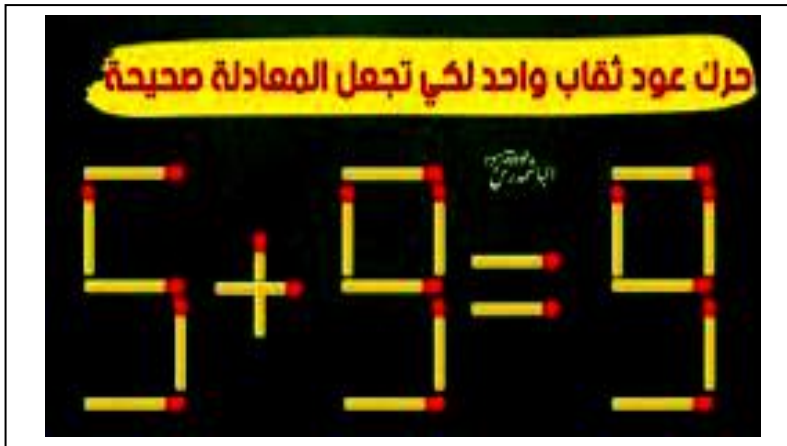 حرك عود ثقاب واحد لكي تجعل المعادلة صحيحة
5+9=9